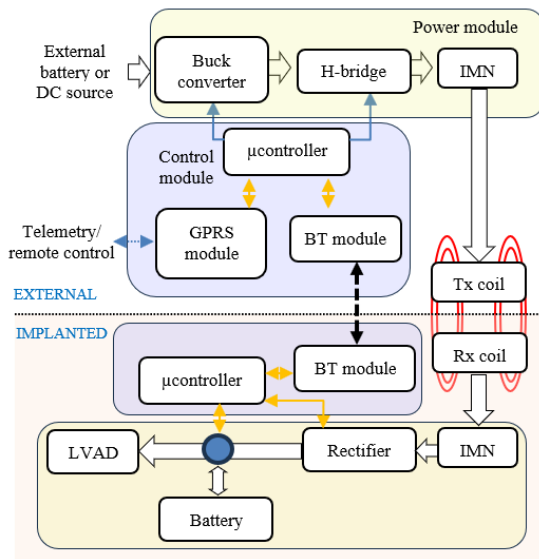 Power module
External
battery or
DC source
Buck
converter
H-bridge
IMN
µcontroller
Control
module
Telemetry/
remote control
GPRS
module
BT module
Tx coil
EXTERNAL
IMPLANTED
Rx coil
BT module
µcontroller
LVAD
Rectifier
IMN
Battery